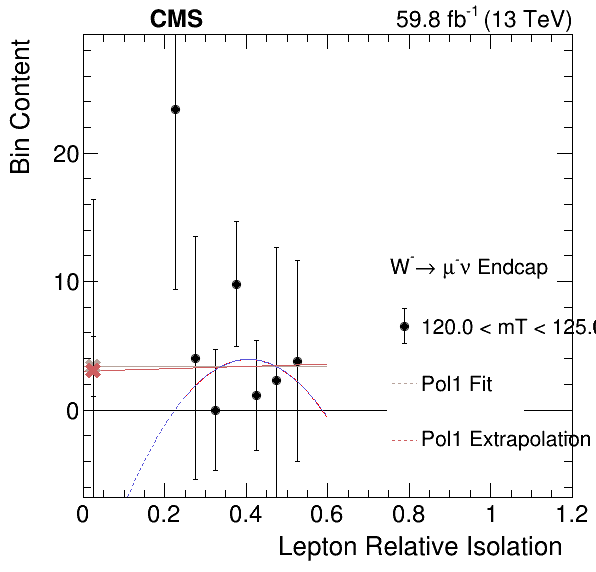 CMS
59.8 fb-1 (13 TeV)
Bin Content
20
10
0
W-→ μ-ν Endcap
120.0 < mT < 125.
Pol1 Fit
Pol1 Extrapolation
0 0.2 0.4 0.6 0.8 1 1.2
Lepton Relative Isolation